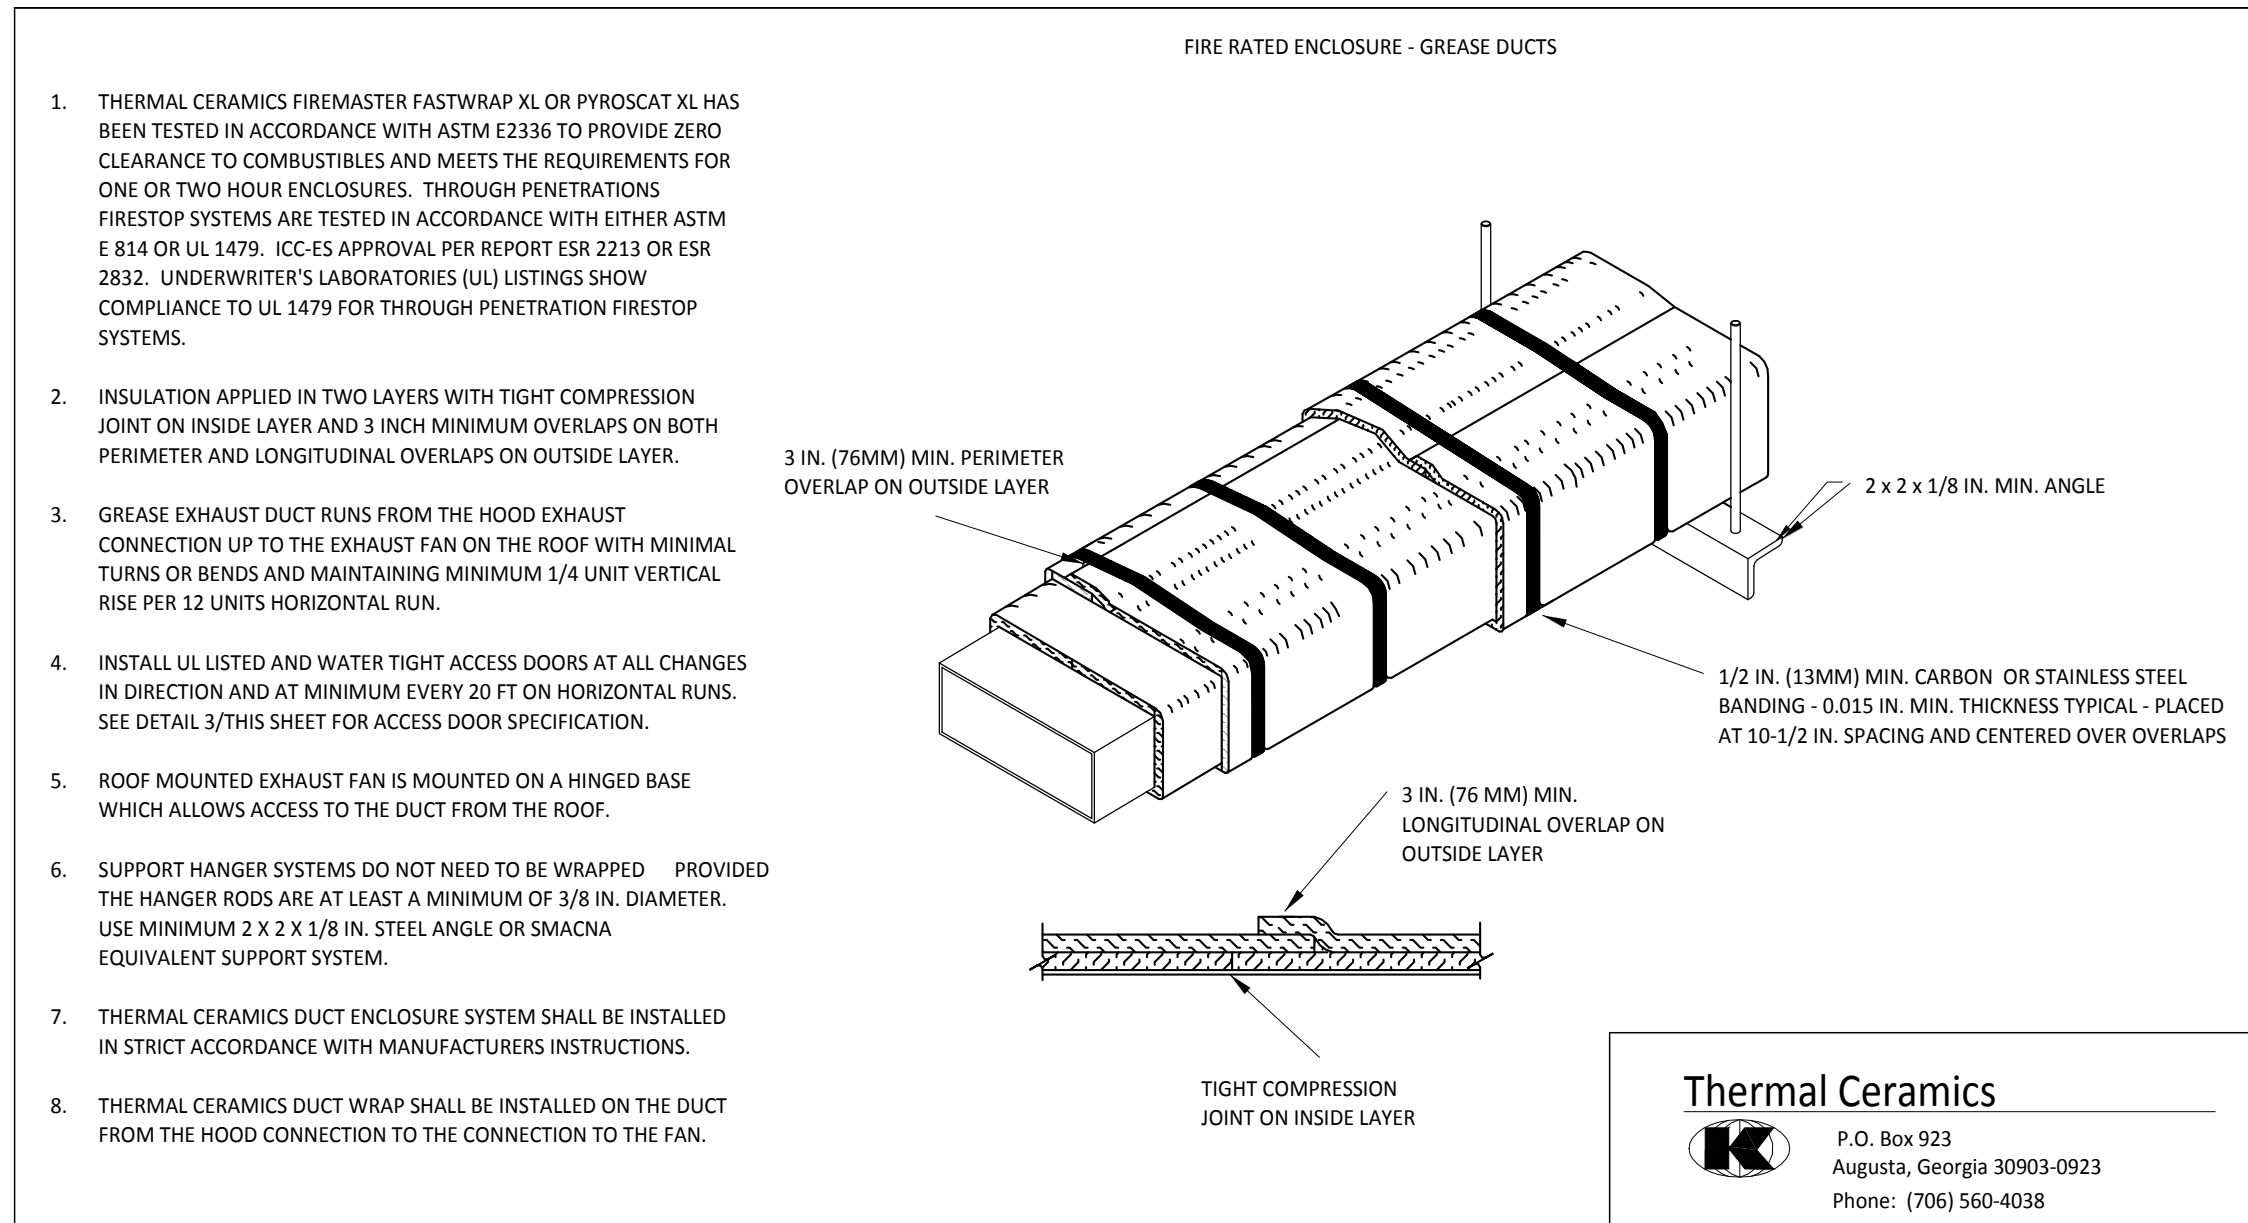 FIRE RATED ENCLOSURE - GREASE DUCTS
1. THERMAL CERAMICS FIREMASTER FASTWRAP XL OR PYROSCAT XL HAS
BEEN TESTED IN ACCORDANCE WITH ASTM E2336 TO PROVIDE ZERO
CLEARANCE TO COMBUSTIBLES AND MEETS THE REQUIREMENTS FOR
ONE OR TWO HOUR ENCLOSURES. THROUGH PENETRATIONS
FIRESTOP SYSTEMS ARE TESTED IN ACCORDANCE WITH EITHER ASTM
E 814 OR UL 1479. ICC-ES APPROVAL PER REPORT ESR 2213 OR ESR
2832. UNDERWRITER'S LABORATORIES (UL) LISTINGS SHOW
COMPLIANCE TO UL 1479 FOR THROUGH PENETRATION FIRESTOP
SYSTEMS.
2. INSULATION APPLIED IN TWO LAYERS WITH TIGHT COMPRESSION
JOINT ON INSIDE LAYER AND 3 INCH MINIMUM OVERLAPS ON BOTH
PERIMETER AND LONGITUDINAL OVERLAPS ON OUTSIDE LAYER.
3. GREASE EXHAUST DUCT RUNS FROM THE HOOD EXHAUST
CONNECTION UP TO THE EXHAUST FAN ON THE ROOF WITH MINIMAL
TURNS OR BENDS AND MAINTAINING MINIMUM 1/4 UNIT VERTICAL
RISE PER 12 UNITS HORIZONTAL RUN.
4. INSTALL UL LISTED AND WATER TIGHT ACCESS DOORS AT ALL CHANGES
IN DIRECTION AND AT MINIMUM EVERY 20 FT ON HORIZONTAL RUNS.
SEE DETAIL 3/THIS SHEET FOR ACCESS DOOR SPECIFICATION.
5. ROOF MOUNTED EXHAUST FAN IS MOUNTED ON A HINGED BASE
WHICH ALLOWS ACCESS TO THE DUCT FROM THE ROOF.
6. SUPPORT HANGER SYSTEMS DO NOT NEED TO BE WRAPPED PROVIDED
THE HANGER RODS ARE AT LEAST A MINIMUM OF 3/8 IN. DIAMETER.
USE MINIMUM 2 X 2 X 1/8 IN. STEEL ANGLE OR SMACNA
EQUIVALENT SUPPORT SYSTEM.
7. THERMAL CERAMICS DUCT ENCLOSURE SYSTEM SHALL BE INSTALLED
IN STRICT ACCORDANCE WITH MANUFACTURERS INSTRUCTIONS.
8. THERMAL CERAMICS DUCT WRAP SHALL BE INSTALLED ON THE DUCT
FROM THE HOOD CONNECTION TO THE CONNECTION TO THE FAN.
3 IN. (76MM) MIN. PERIMETER
OVERLAP ON OUTSIDE LAYER
2 x 2 x 1/8 IN. MIN. ANGLE
1/2 IN. (13MM) MIN. CARBON OR STAINLESS STEEL
BANDING - 0.015 IN. MIN. THICKNESS TYPICAL - PLACED
AT 10-1/2 IN. SPACING AND CENTERED OVER OVERLAPS
3 IN. (76 MM) MIN.
LONGITUDINAL OVERLAP ON
OUTSIDE LAYER
TIGHT COMPRESSION
JOINT ON INSIDE LAYER
Thermal Ceramics
K
P.O. Box 923
Augusta, Georgia 30903-0923
Phone: (706) 560-4038